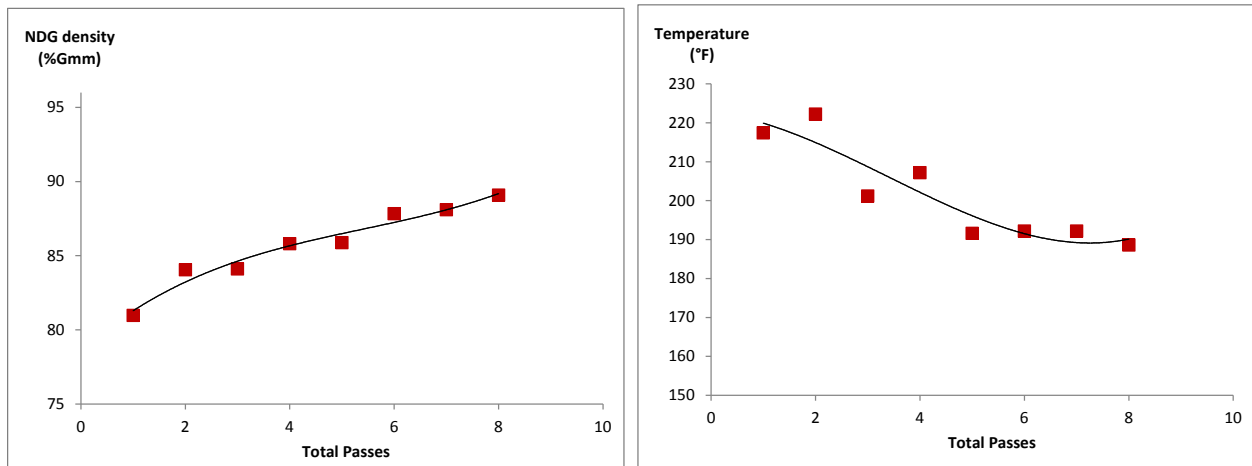 NDG density
(%Gmm)
95
90
85
80
75
0 2 4 6 8 10
Total Passes
Temperature
(°F)
230
220
210
200
190
180
170
160
150
0 2 4 6 8 10
Total Passes